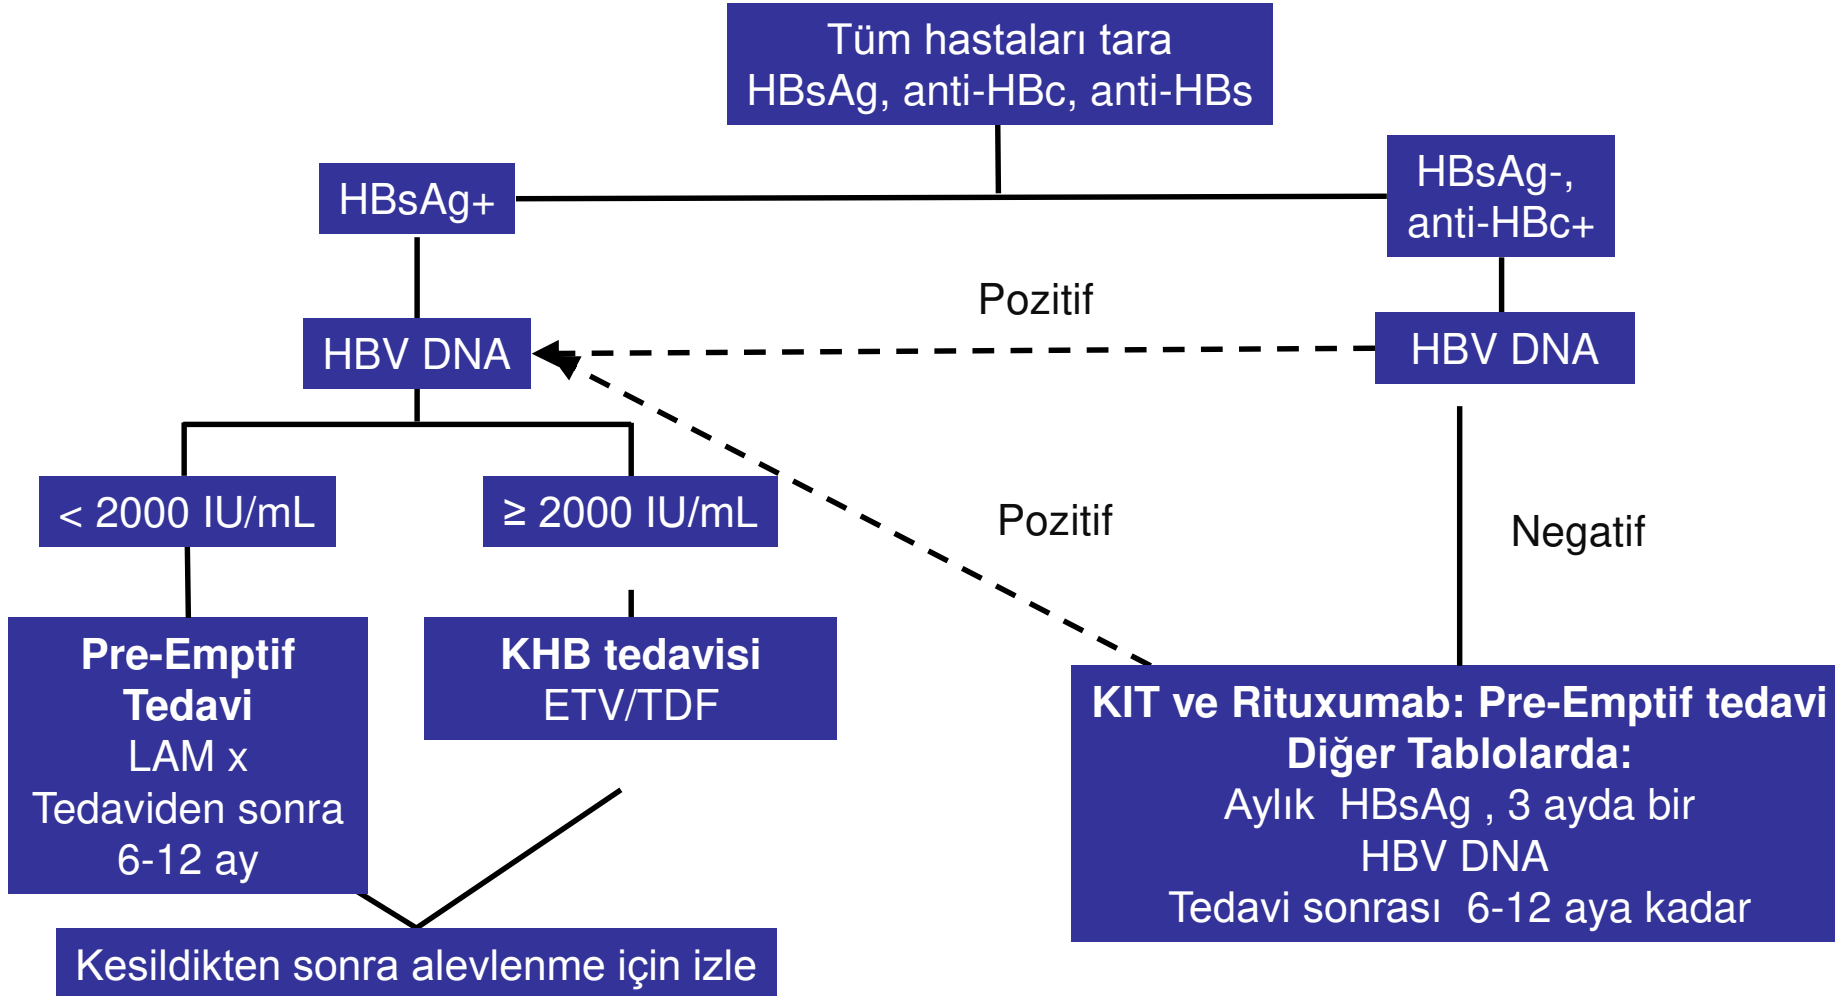 Tüm hastaları tara
HBsAg, anti-HBc, anti-HBs
HBsAg+
HBsAg-,
anti-HBc+
Pozitif
HBV DNA
HBV DNA
< 2000 IU/mL
≥ 2000 IU/mL
Pozitif
Negatif
Pre-Emptif
Tedavi
LAM x
Tedaviden sonra
6-12 ay
KHB tedavisi
ETV/TDF
KIT ve Rituxumab: Pre-Emptif tedavi
Diğer Tablolarda:
Aylık HBsAg , 3 ayda bir
HBV DNA
Tedavi sonrası 6-12 aya kadar
Kesildikten sonra alevlenme için izle